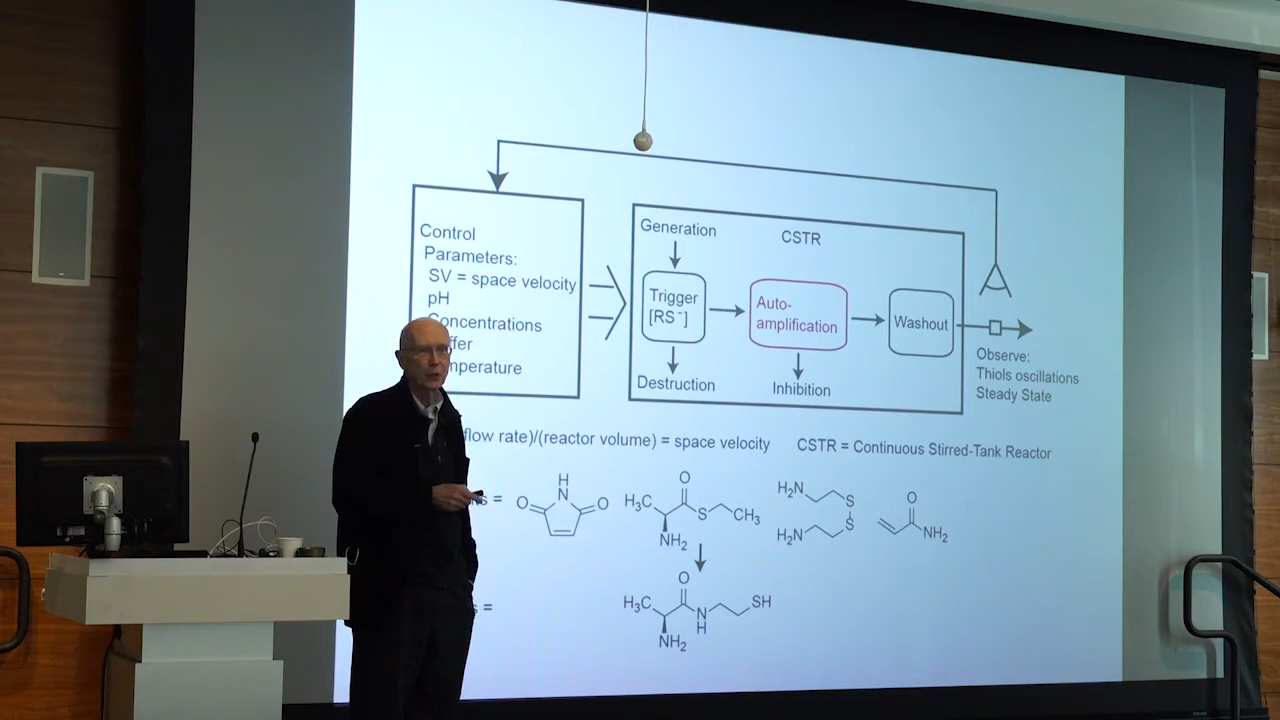 Control
Parameters:
SV = space velocity
pH
Concentrations
ffer
mperature
Generation
CSTR
Trigger
[RS⁻]
Auto-
amplification
Washout
Destruction
Inhibition
Observe:
Thiols oscillations
Steady State
flow rate)/(reactor volume) = space velocity
CSTR = Continuous Stirred-Tank Reactor
s =
H
N
O
O
O
H₃C
S
CH₃
NH₂
H₂N
S
S
H₂N
O
NH₂
s =
O
H₃C
N
H
SH
NH₂